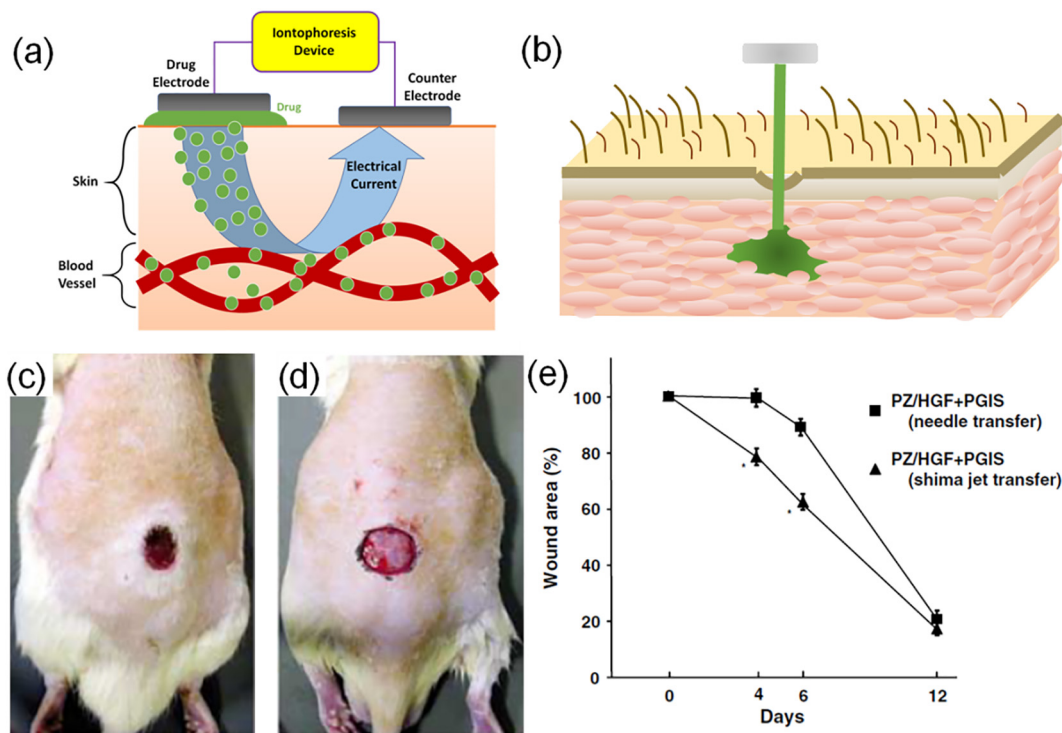 (a)
Iontophoresis
Device
Drug
Electrode
Counter
Electrode
Drug
Skin
Electrical
Current
Blood
Vessel
(b)
(c)
(d)
(e)
Wound area (%)
100
80
60
40
20
0
*
*
PZ/HGF+PGIS
(needle transfer)
PZ/HGF+PGIS
(shima jet transfer)
0 4 6 12
Days